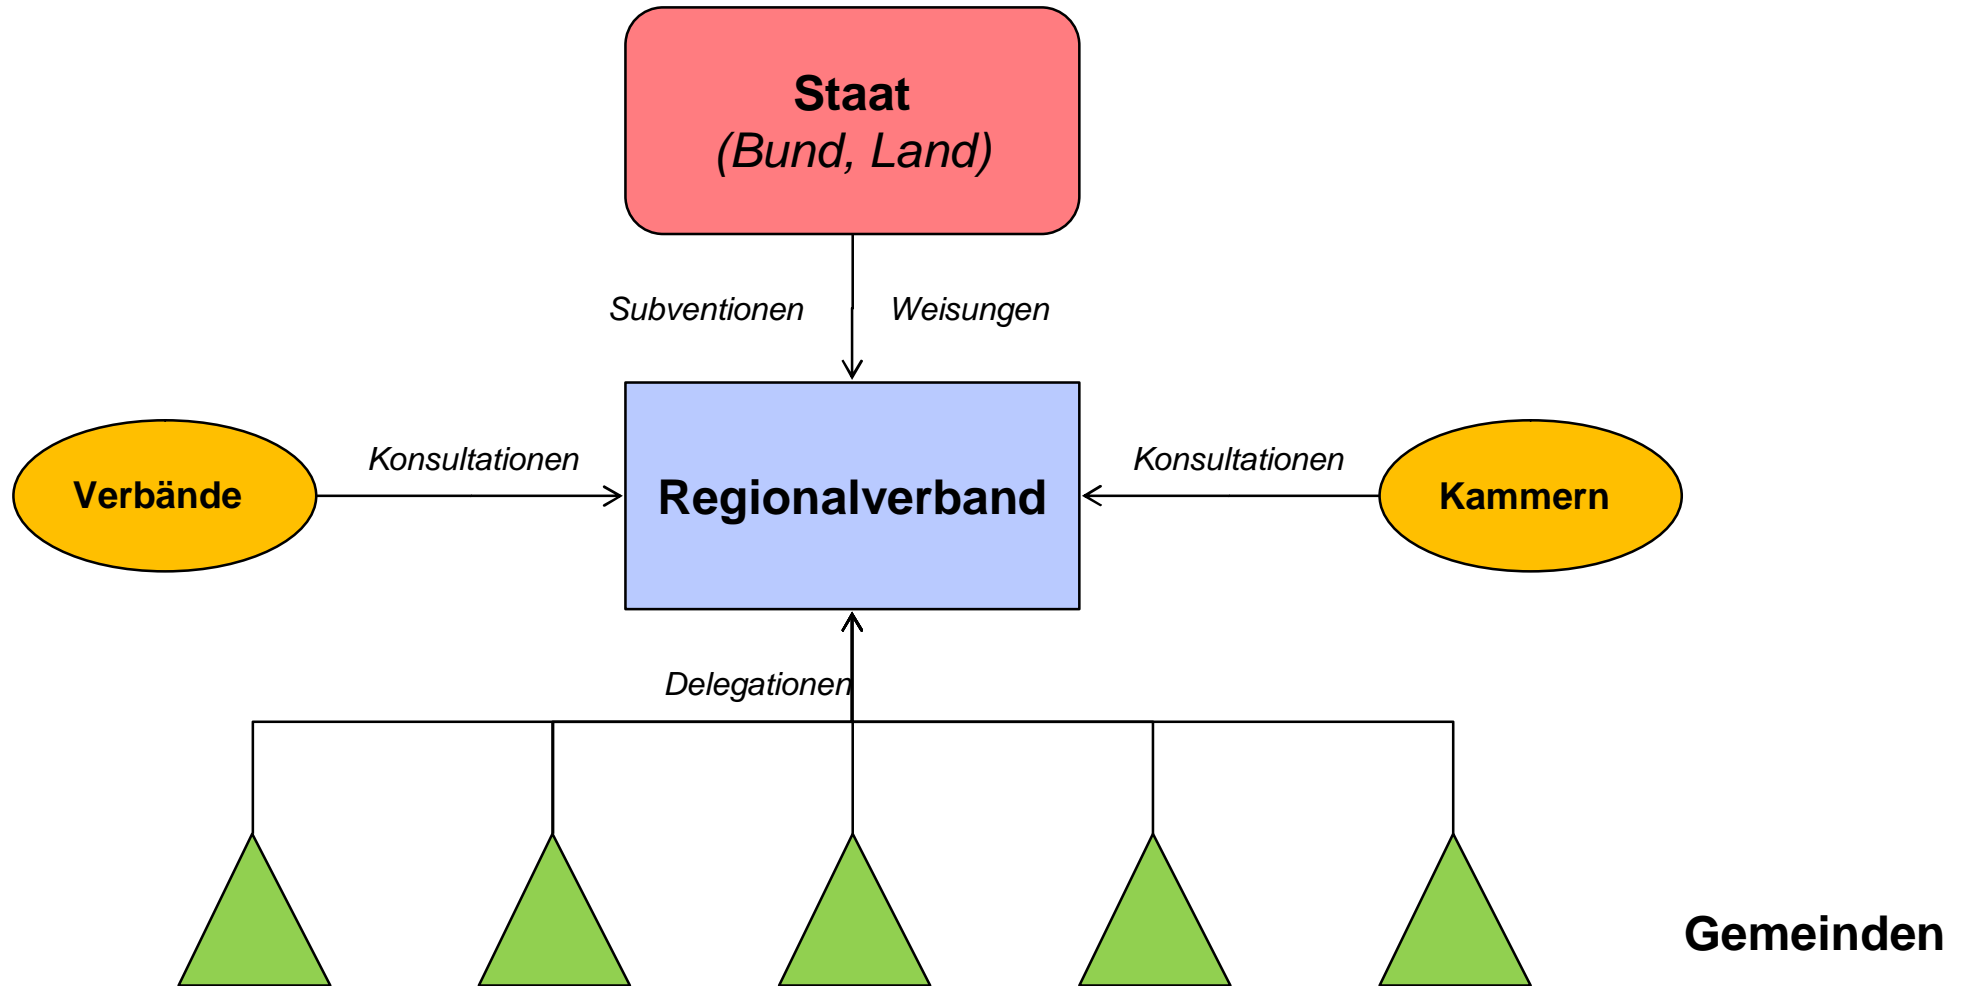 Staat
(Bund, Land)
Subventionen
Weisungen
Verbände
Konsultationen
Regionalverband
Konsultationen
Kammern
Delegationen
Gemeinden